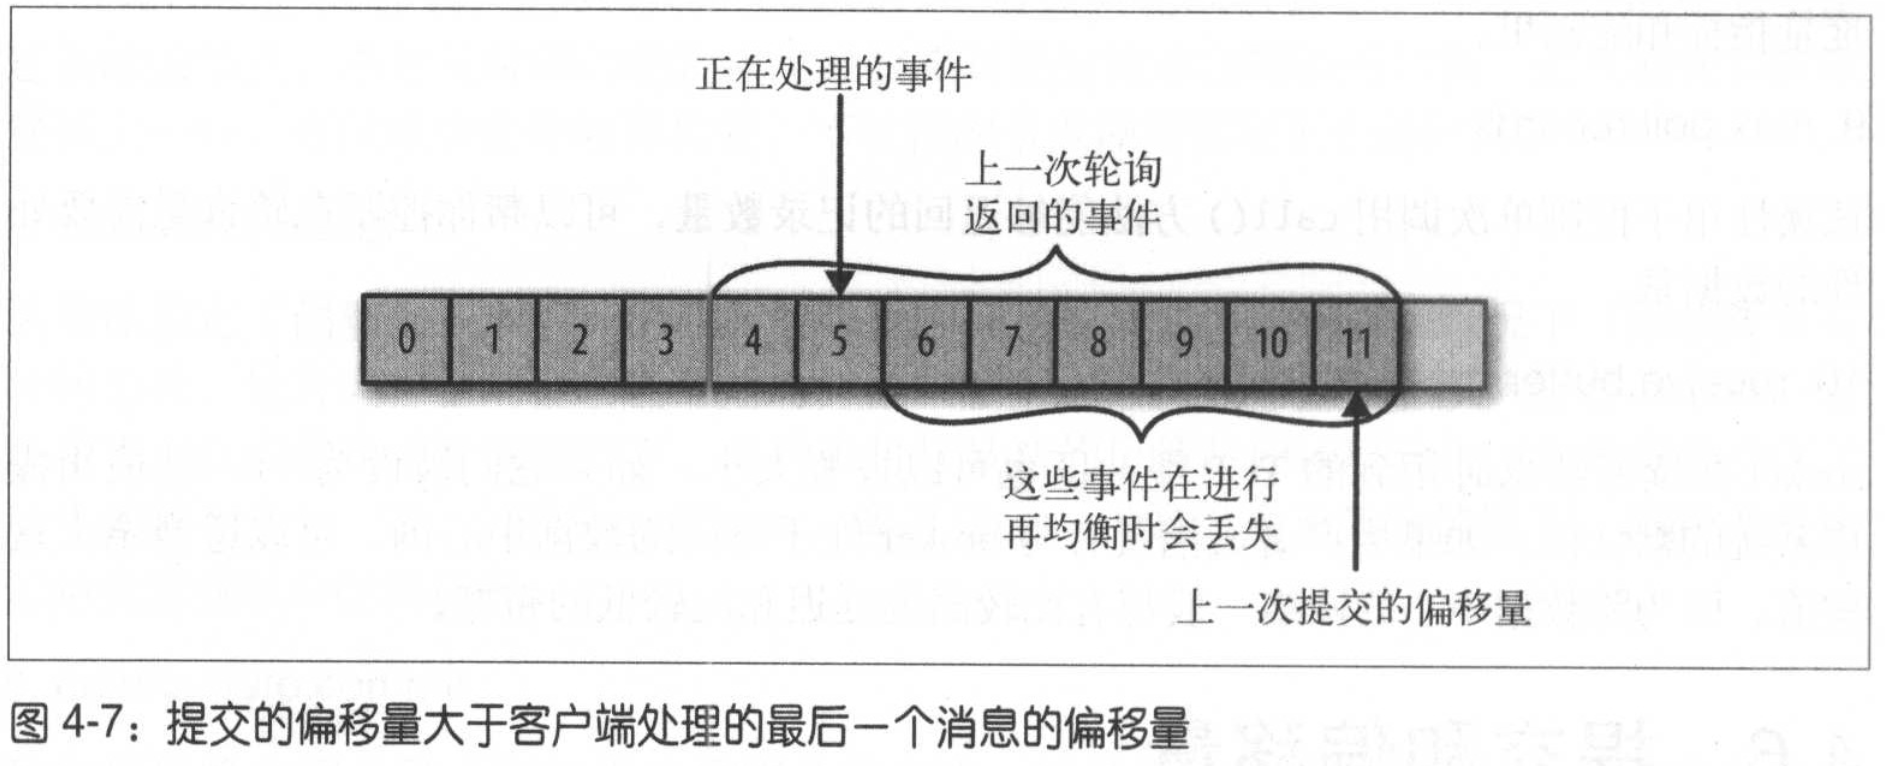 正在处理的事件
上一次轮询
返回的事件
0 1 2 3 4 5 6 7 8 9 10 11
这些事件在进行
再均衡时会丢失
上一次提交的偏移量
图 4-7：提交的偏移量大于客户端处理的最后一个消息的偏移量